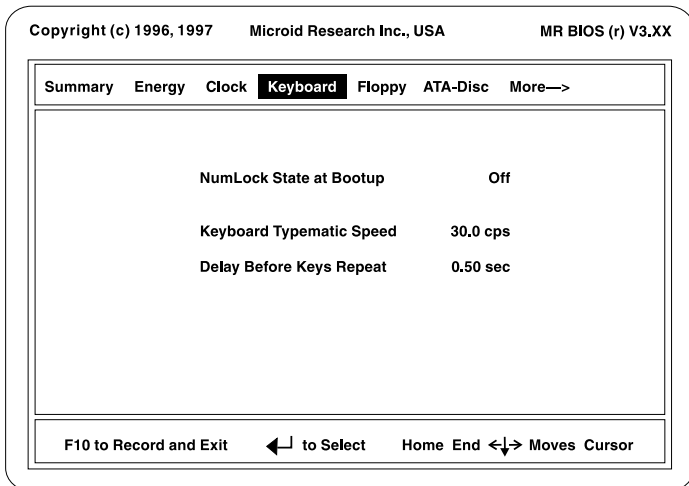 Copyright (c) 1996, 1997 Microid Research Inc., USA MR BIOS (r) V3.XX
Summary Energy Clock Keyboard Floppy ATA-Disc More—>
NumLock State at Bootup Off
Keyboard Typematic Speed 30.0 cps
Delay Before Keys Repeat 0.50 sec
F10 to Record and Exit ↵ to Select Home End ←↓→ Moves Cursor